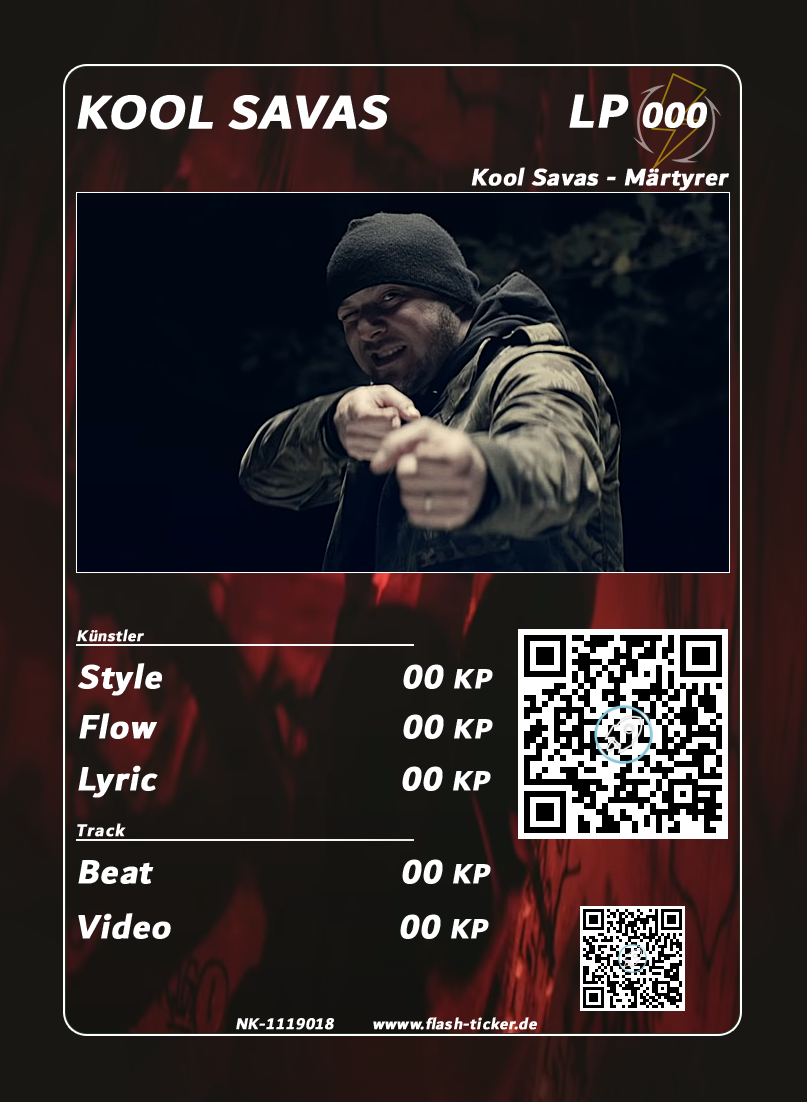 KOOL SAVAS LP 000
Kool Savas - Märtyrer
Künstler
Style 00 KP
Flow 00 KP
Lyric 00 KP
Track
Beat 00 KP
Video 00 KP
NK-1119018 wwww.flash-ticker.de